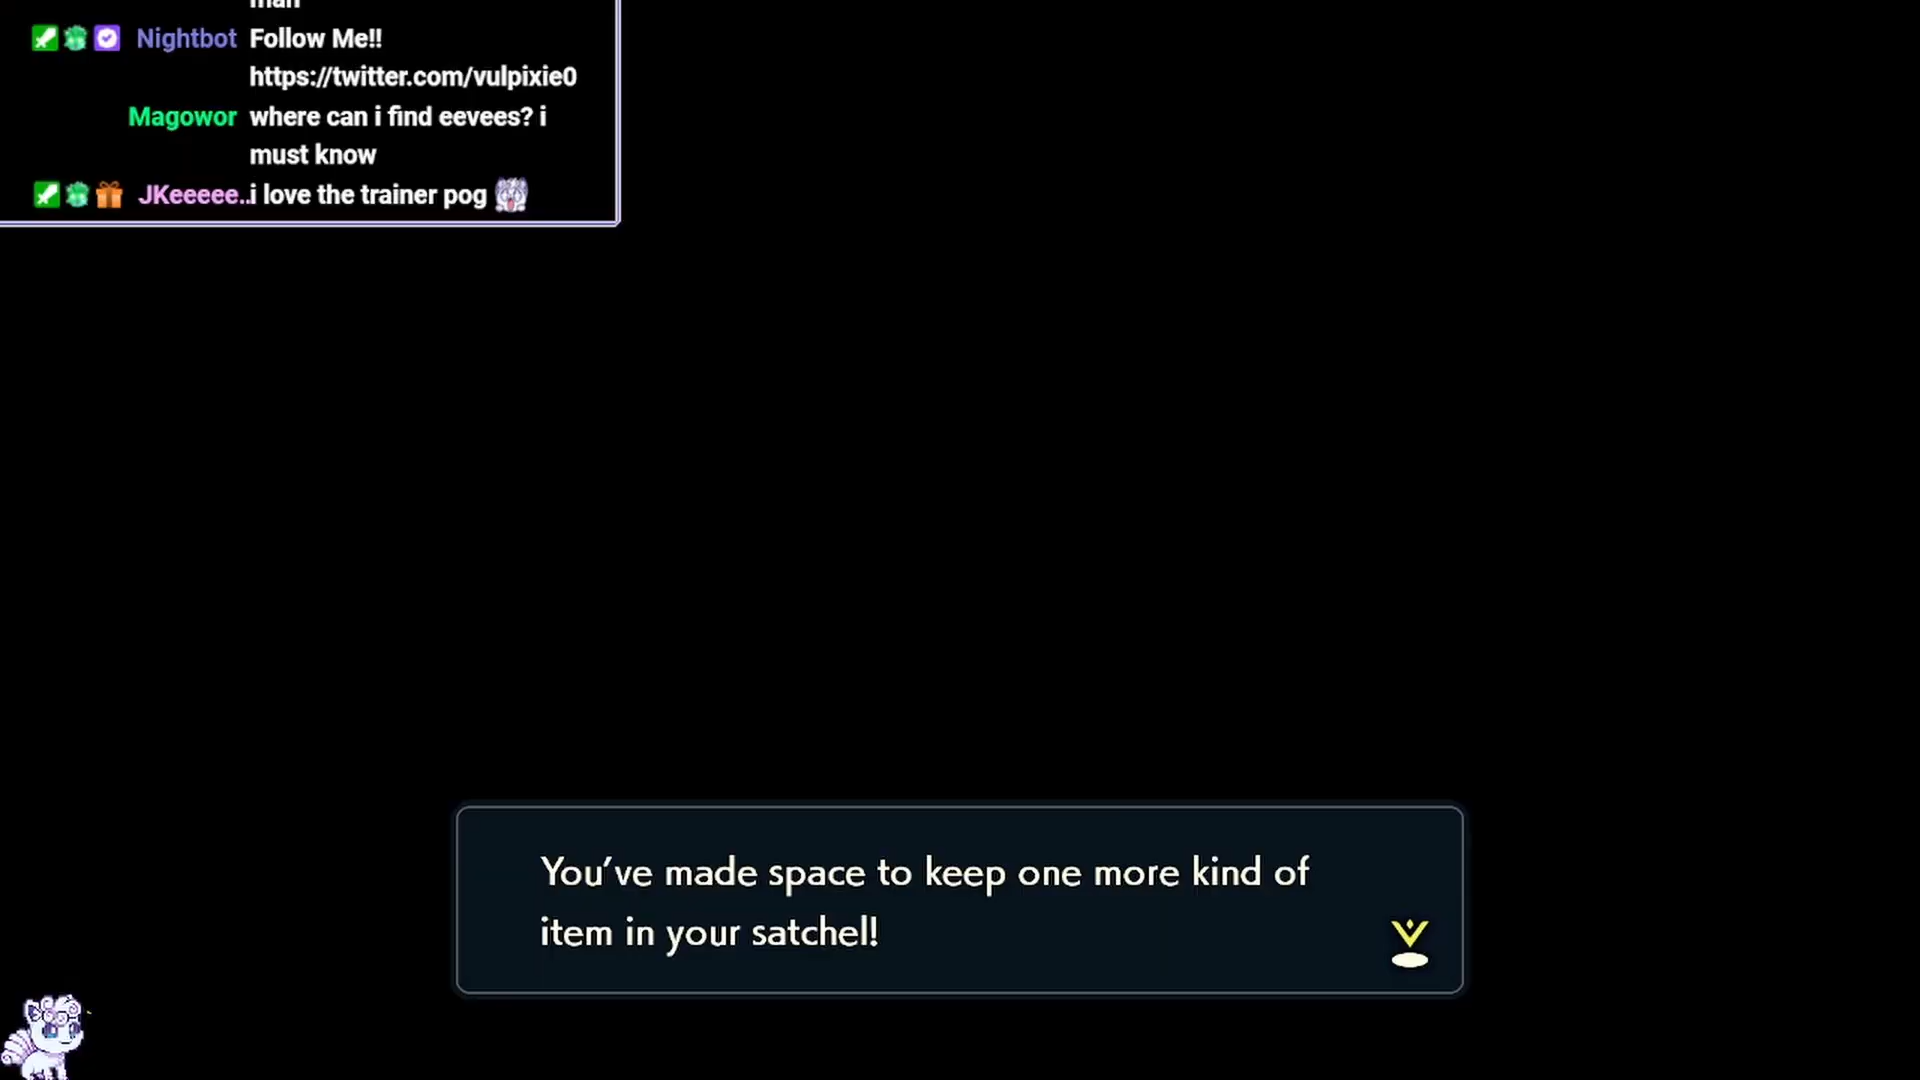 man
Nightbot Follow Me!!
https://twitter.com/vulpixie0
Magowor where can i find eevees? i
must know
JKeeeee.. i love the trainer pog
You've made space to keep one more kind of
item in your satchel!